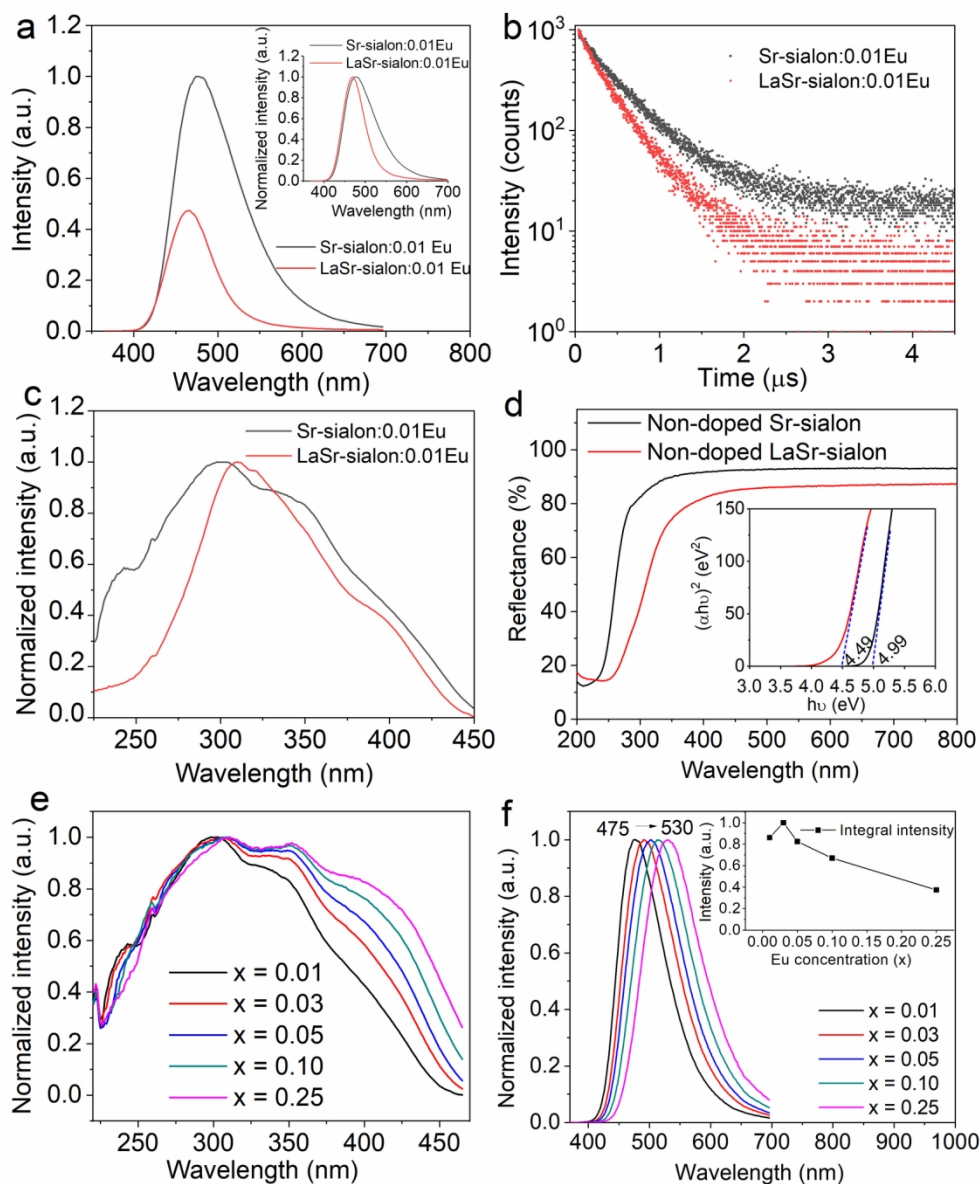 a
Intensity (a.u.)
1.2
1.0
0.8
0.6
0.4
0.2
0.0
400 500 600 700 800
Wavelength (nm)
Sr-sialon:0.01 Eu
LaSr-sialon:0.01 Eu
Normalized intensity (a.u.)
1.4
1.2
1.0
0.8
0.6
0.4
0.2
0.0
400 500 600 700
Wavelength (nm)
Sr-sialon:0.01Eu
LaSr-sialon:0.01Eu
b
Intensity (counts)
10³
10²
10¹
10⁰
0 1 2 3 4
Time (μs)
Sr-sialon:0.01Eu
LaSr-sialon:0.01Eu
c
Normalized intensity (a.u.)
1.2
1.0
0.8
0.6
0.4
0.2
0.0
250 300 350 400 450
Wavelength (nm)
Sr-sialon:0.01Eu
LaSr-sialon:0.01Eu
d
Reflectance (%)
100
80
60
40
20
0
200 300 400 500 600 700 800
Wavelength (nm)
Non-doped Sr-sialon
Non-doped LaSr-sialon
(αhυ)² (eV²)
150
100
50
0
3.0 4.0 4.5 5.0 6.0
hυ (eV)
4.49
4.99
e
Normalized intensity (a.u.)
1.2
1.0
0.8
0.6
0.4
1.2
0.0
250 300 350 400 450
Wavelength (nm)
x = 0.01
x = 0.03
x = 0.05
x = 0.10
x = 0.25
f
Normalized intensity (a.u.)
1.2
1.0
0.8
0.6
0.4
0.2
0.0
400 500 600 700 800 900 1000
Wavelength (nm)
475 → 530
x = 0.01
x = 0.03
x = 0.05
x = 0.10
x = 0.25
Intensity (a.u.)
1.0
0.8
0.6
0.4
0.2
0.0
0.00 0.05 0.10 0.15 0.20 0.25
Eu concentration (x)
Integral intensity